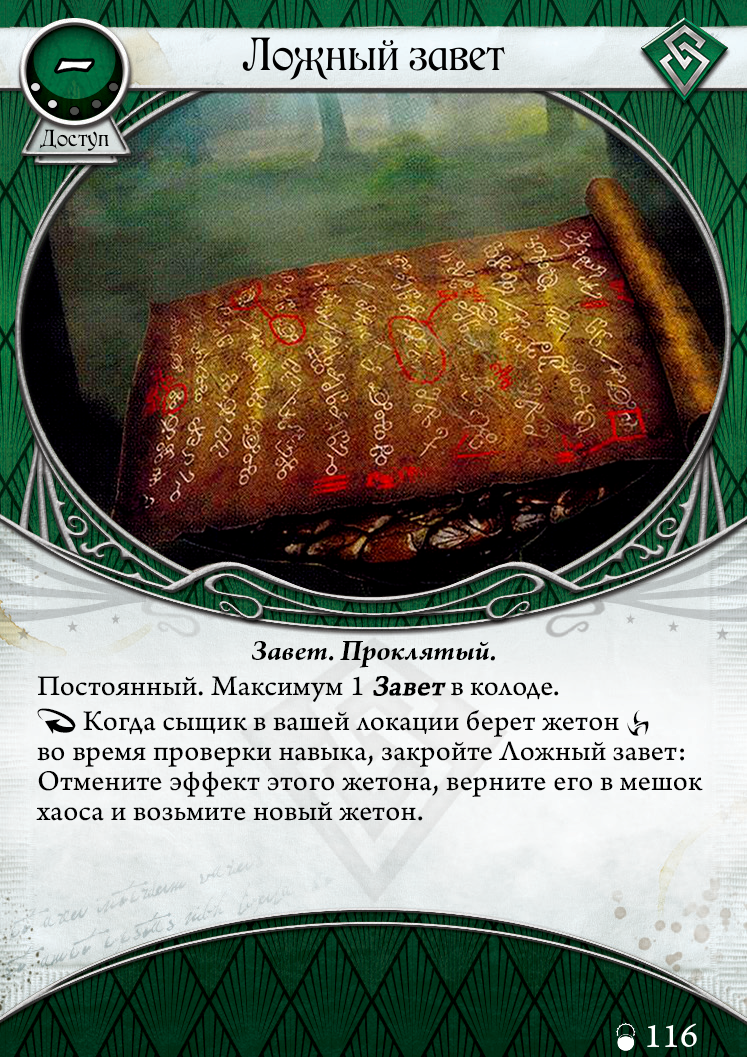 –
Ложный завет
Доступ
Завет. Проклятый.
Постоянный. Максимум 1 Завет в колоде.
Когда сыщик в вашей локации берет жетон
во время проверки навыка, закройте Ложный завет:
Отмените эффект этого жетона, верните его в мешок
хаоса и возьмите новый жетон.
116